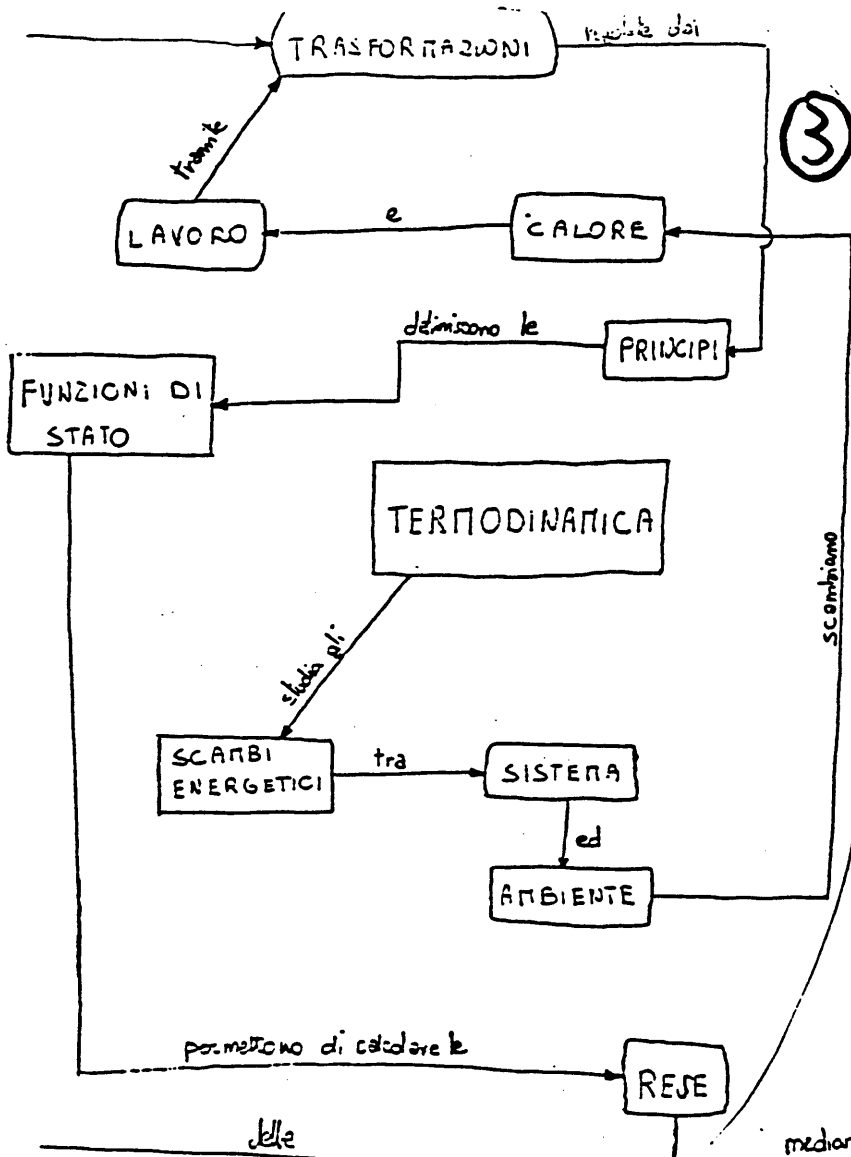 TRASFORMAZIONI
regolate dai
3
tramite
LAVORO
e
CALORE
definiscono le
PRINCIPI
FUNZIONI DI
STATO
TERMODINAMICA
scambiano
studia gli
SCAMBI
ENERGETICI
tra
SISTEMA
ed
AMBIENTE
permettono di calcolare le
RESE
delle
median